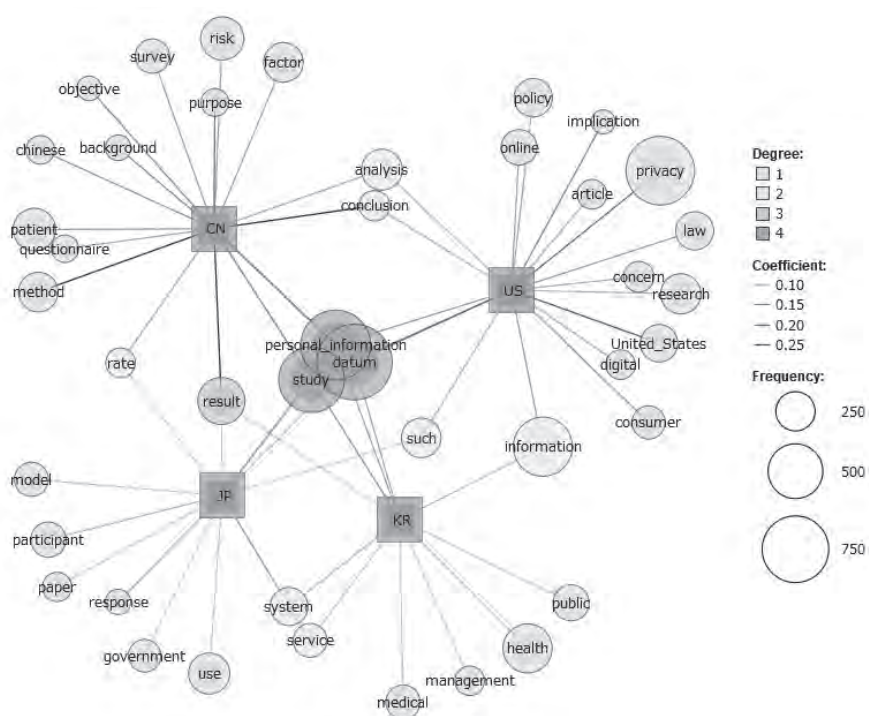 risk
survey
factor
objective
purpose
policy
implication
chinese
background
online
privacy
analysis
article
conclusion
patient
CN
law
questionnaire
concern
method
US
research
personal_information
United_States
rate
datum
digital
study
result
consumer
such
information
model
JP
KR
participant
paper
response
system
public
service
government
health
use
management
medical
Degree:
1
2
3
4
Coefficient:
0.10
0.15
0.20
0.25
Frequency:
250
500
750